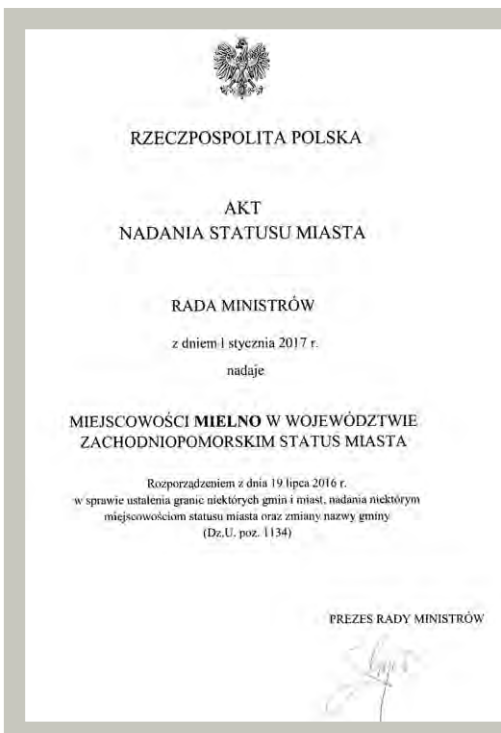 RZECZPOSPOLITA POLSKA
AKT
NADANIA STATUSU MIASTA
RADA MINISTRÓW
z dniem 1 stycznia 2017 r.
nadaje
MIEJSCOWOŚCI MIELNO W WOJEWÓDZTWIE
ZACHODNIOPOMORSKIM STATUS MIASTA
Rozporządzeniem z dnia 19 lipca 2016 r.
w sprawie ustalenia granic niektórych gmin i miast, nadania niektórym
miejscowościom statusu miasta oraz zmiany nazwy gminy
(Dz.U. poz. 1134)
PREZES RADY MINISTRÓW